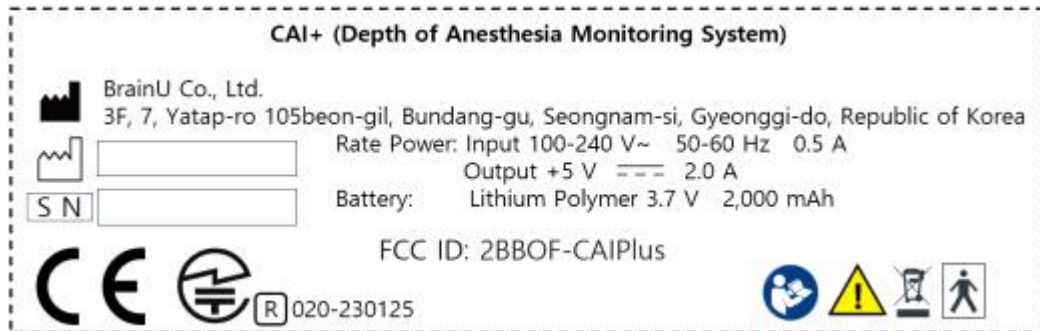 CAI+ (Depth of Anesthesia Monitoring System)
BrainU Co., Ltd.
3F, 7, Yatap-ro 105beon-gil, Bundang-gu, Seongnam-si, Gyeonggi-do, Republic of Korea
Rate Power: Input 100-240 V~ 50-60 Hz 0.5 A
Output +5 V ⎓ 2.0 A
S N
Battery: Lithium Polymer 3.7 V 2,000 mAh
FCC ID: 2BBOF-CAIPlus
CE
R 020-230125